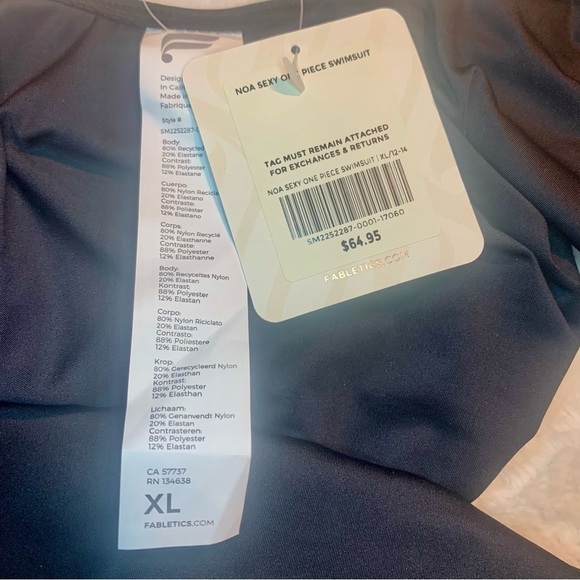 Desig
In Cali
Made i
Fabriqu
Style #
SM2252287-0
Body:
80% Recycled
20% Elastane
Contrast:
88% Polyester
12% Elastane
Cuerpo:
80% Nylon Recicla
20% Elastano
Contraste:
88% Poliéster
12% Elastano
Corps:
80% Nylon Recyclé
20% Elasthanne
Contraste:
88% Polyester
12% Elasthanne
Body:
80% Recyceltes Nylon
20% Elastan
Kontrast:
88% Polyester
12% Elastan
Corpo:
80% Nylon Riciclato
20% Elastan
Contrasto:
88% Poliestere
12% Elastan
Krop:
80% Gerecycleerd Nylon
20% Elasthan
Kontrast:
88% Polyester
12% Elasthan
Lichaam:
80% Genanvendt Nylon
20% Elastan
Contrasteren:
88% Polyester
12% Elastan
CA 57737
RN 134638
XL
FABLETICS.COM
NOA SEXY ONE PIECE SWIMSUIT
TAG MUST REMAIN ATTACHED
FOR EXCHANGES & RETURNS
NOA SEXY ONE PIECE SWIMSUIT | XL/12-14
SM2252287-0001-17060
$64.95
FABLETICS.COM